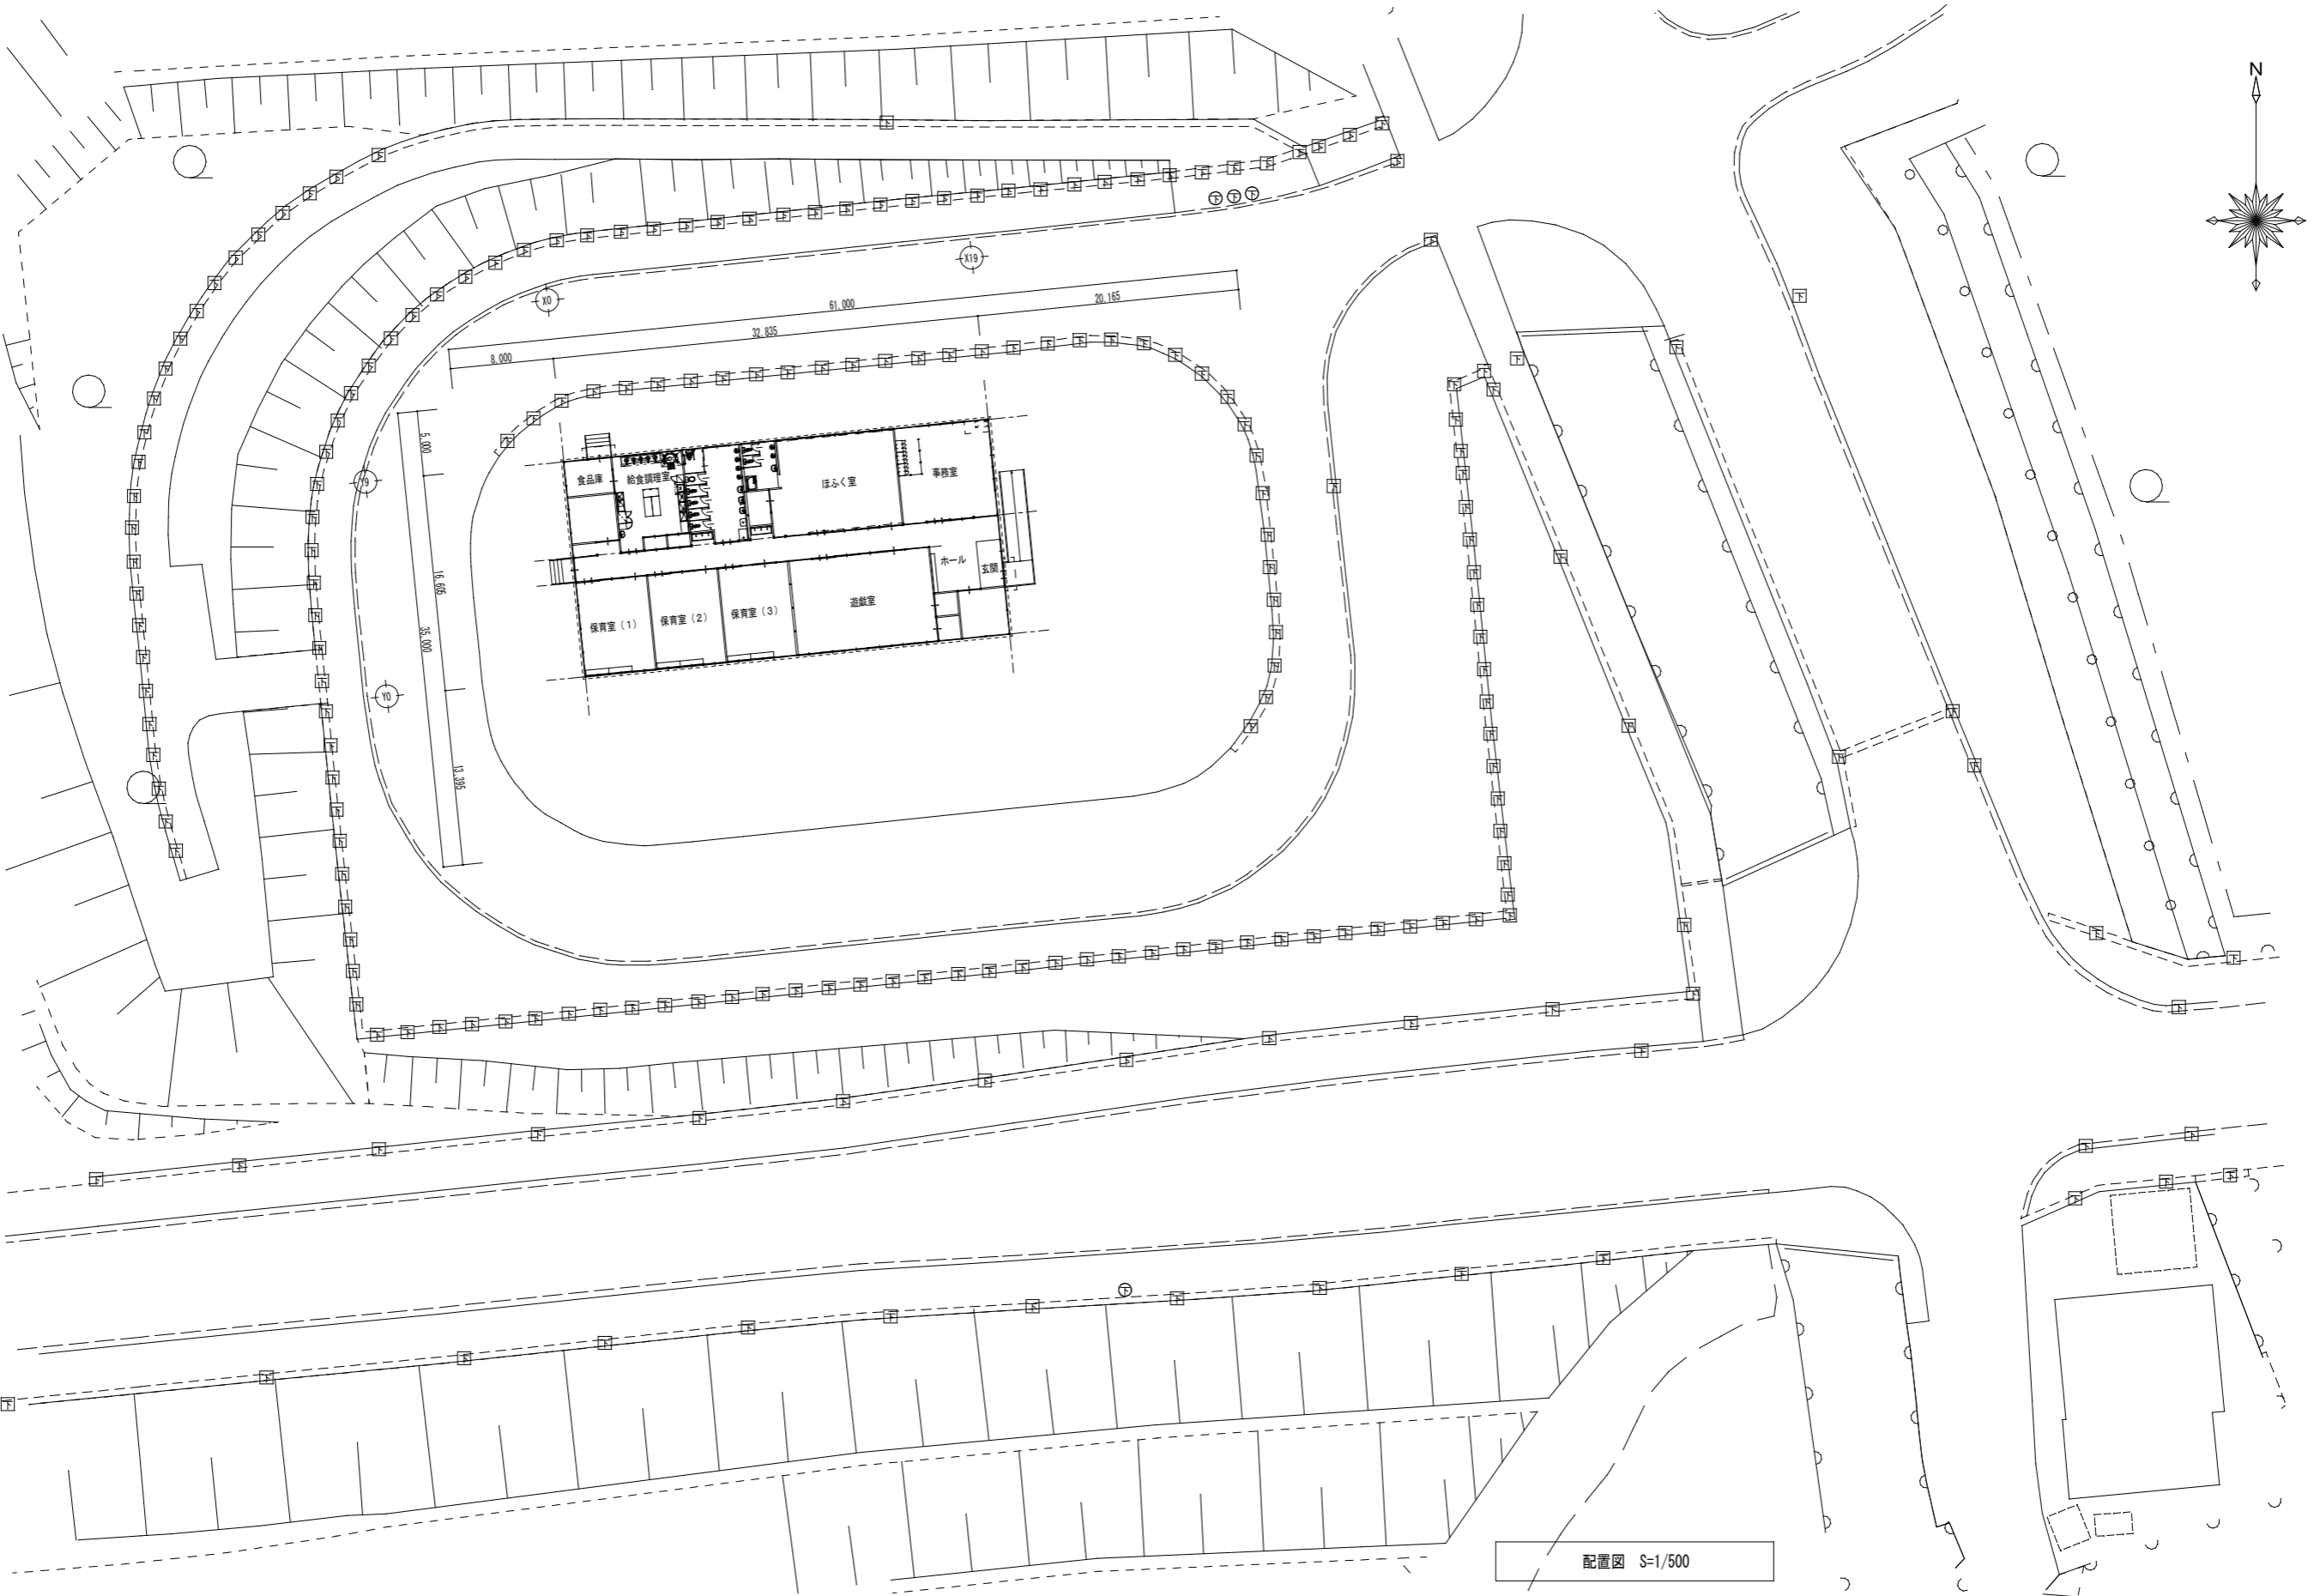 N
X19
X0
61,000
20,165
32,835
8,000
5,000
Y9
食品庫
給食調理室
ほふく室
事務室
ホール
玄関
16,605
35,000
保育室（1）
保育室（2）
保育室（3）
遊戯室
Y0
13,395
配置図 S=1/500